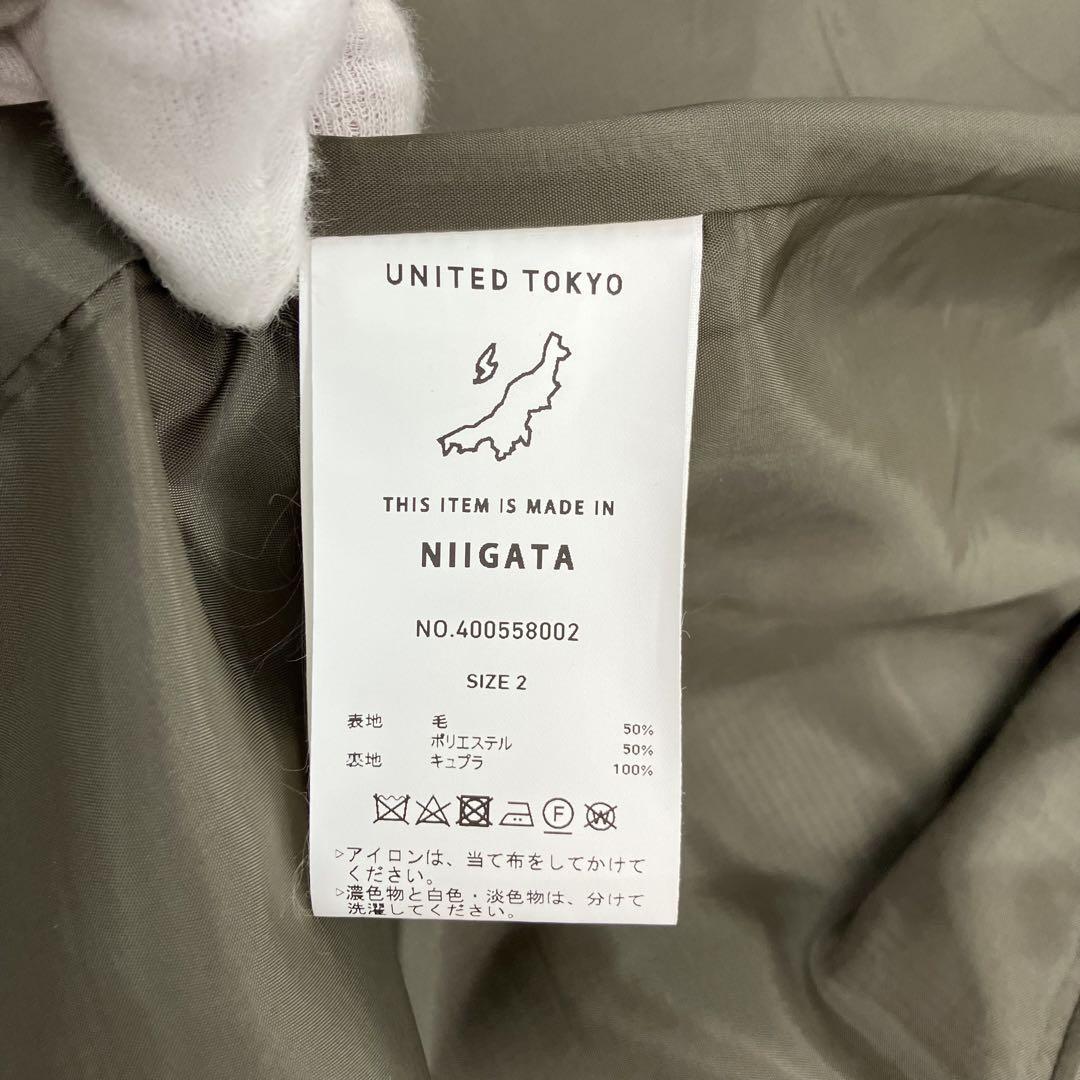 UNITED TOKYO
THIS ITEM IS MADE IN
NIIGATA
NO.400558002
SIZE 2
表地 毛 50%
ポリエステル 50%
裏地 キュプラ 100%
F
W
▷アイロンは、当て布をしてかけて
ください。
▷濃色物と白色・淡色物は、分けて
洗濯してください。